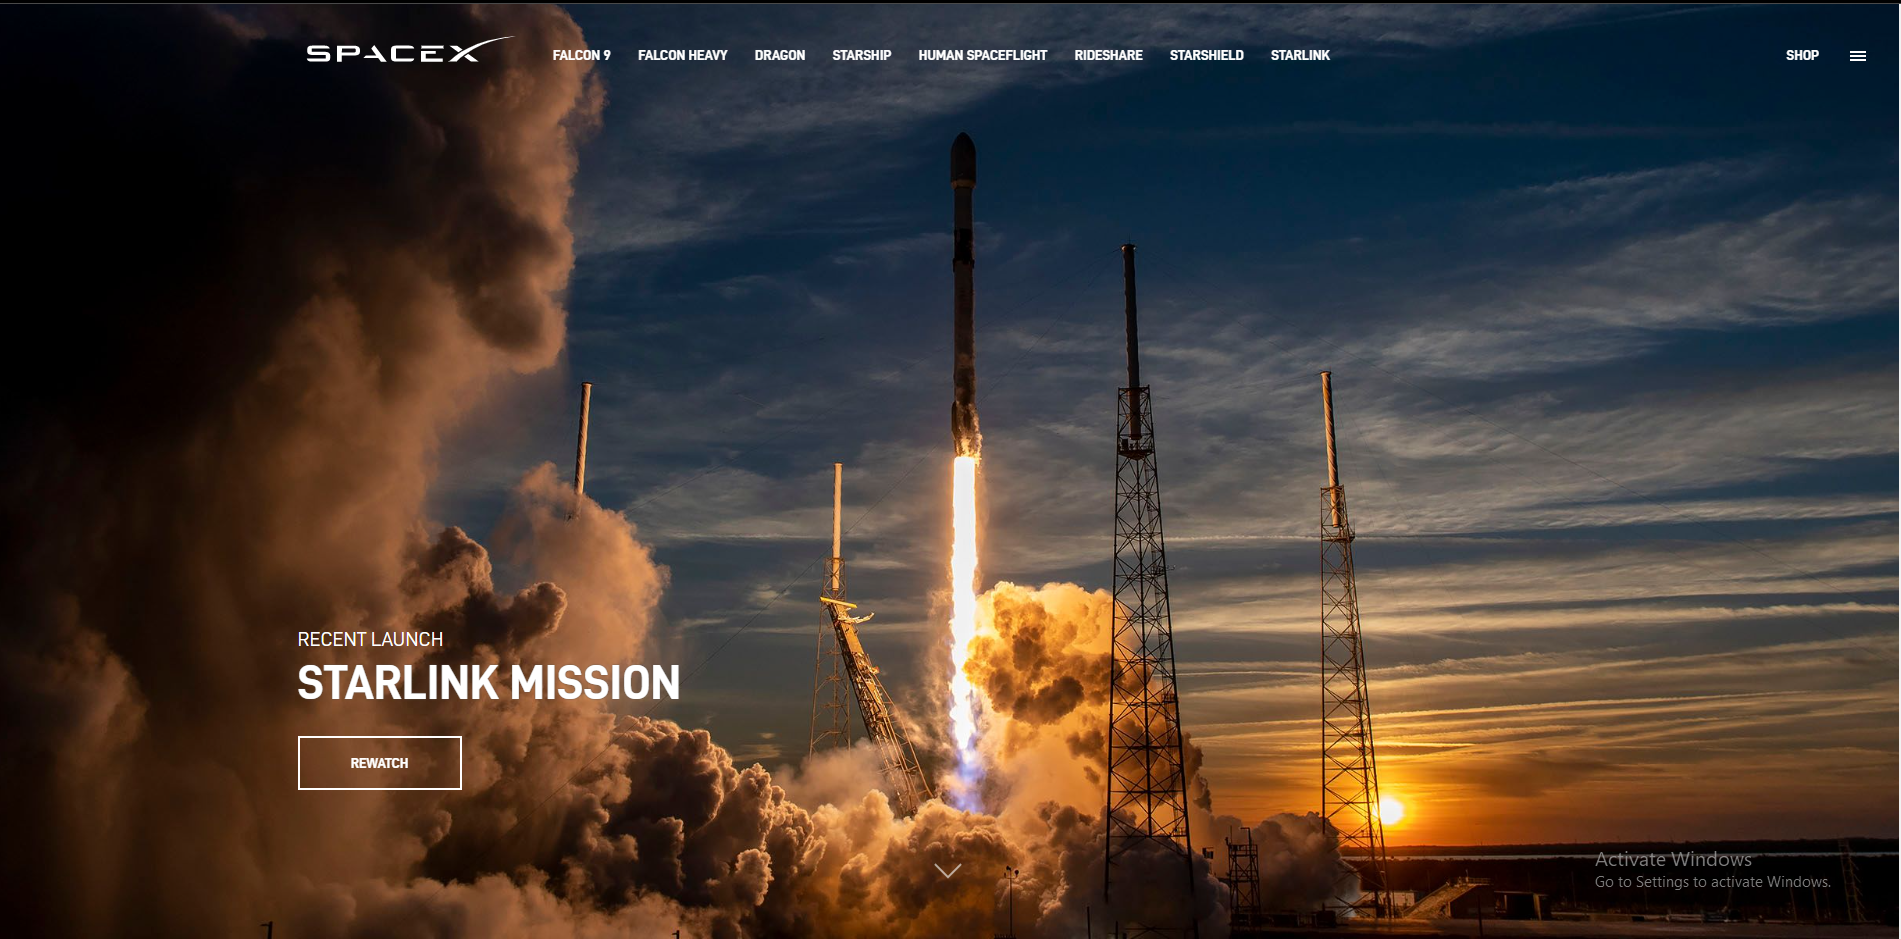 SPACEX
FALCON 9 FALCON HEAVY DRAGON STARSHIP HUMAN SPACEFLIGHT RIDESHARE STARSHIELD STARLINK SHOP
RECENT LAUNCH
STARLINK MISSION
REWATCH
Activate Windows
Go to Settings to activate Windows.